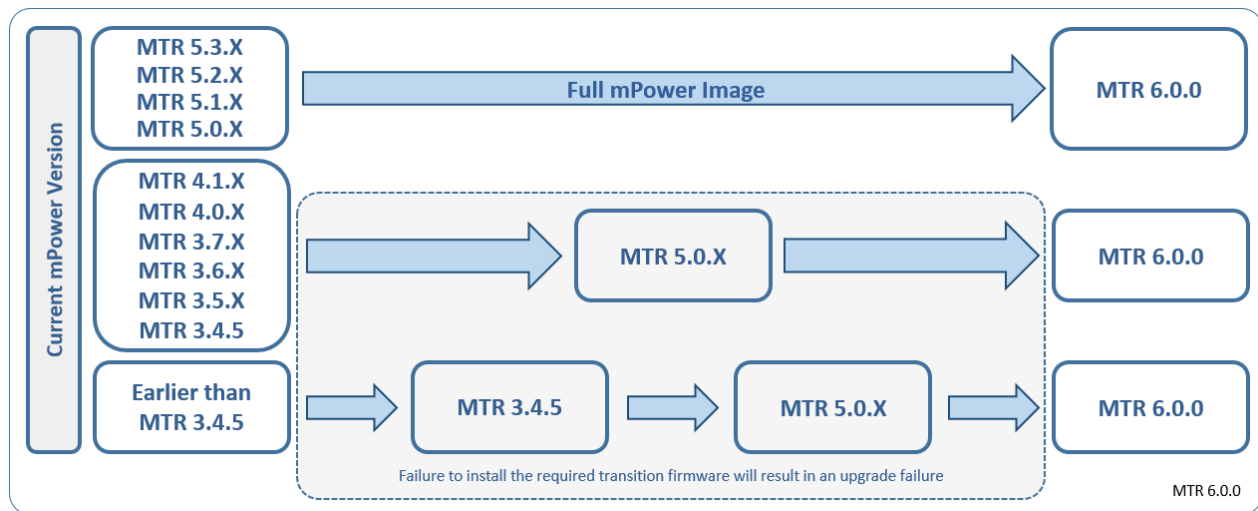 Current mPower Version
MTR 5.3.X
MTR 5.2.X
MTR 5.1.X
MTR 5.0.X
Full mPower Image
MTR 6.0.0
MTR 4.1.X
MTR 4.0.X
MTR 3.7.X
MTR 3.6.X
MTR 3.5.X
MTR 3.4.5
MTR 5.0.X
MTR 6.0.0
Earlier than
MTR 3.4.5
MTR 3.4.5
MTR 5.0.X
MTR 6.0.0
Failure to install the required transition firmware will result in an upgrade failure
MTR 6.0.0